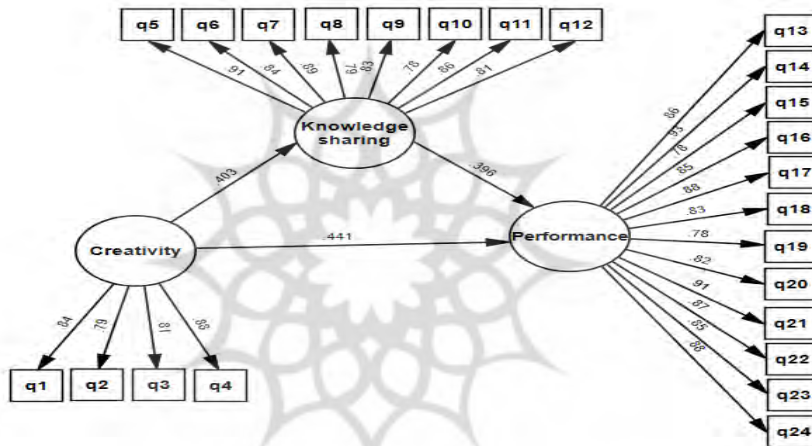 q5 q6 q7 q8 q9 q10 q11 q12
.91 .84 .89 .79 .83 .78 .86 .81
Knowledge
sharing
.403
.396
Creativity
.441
Performance
.84 .79 .81 .88
q1 q2 q3 q4
q13
q14
q15
q16
q17
q18
q19
q20
q21
q22
q23
q24
.86
.93
.78
.85
.88
.83
.78
.82
.91
.87
.85
.88